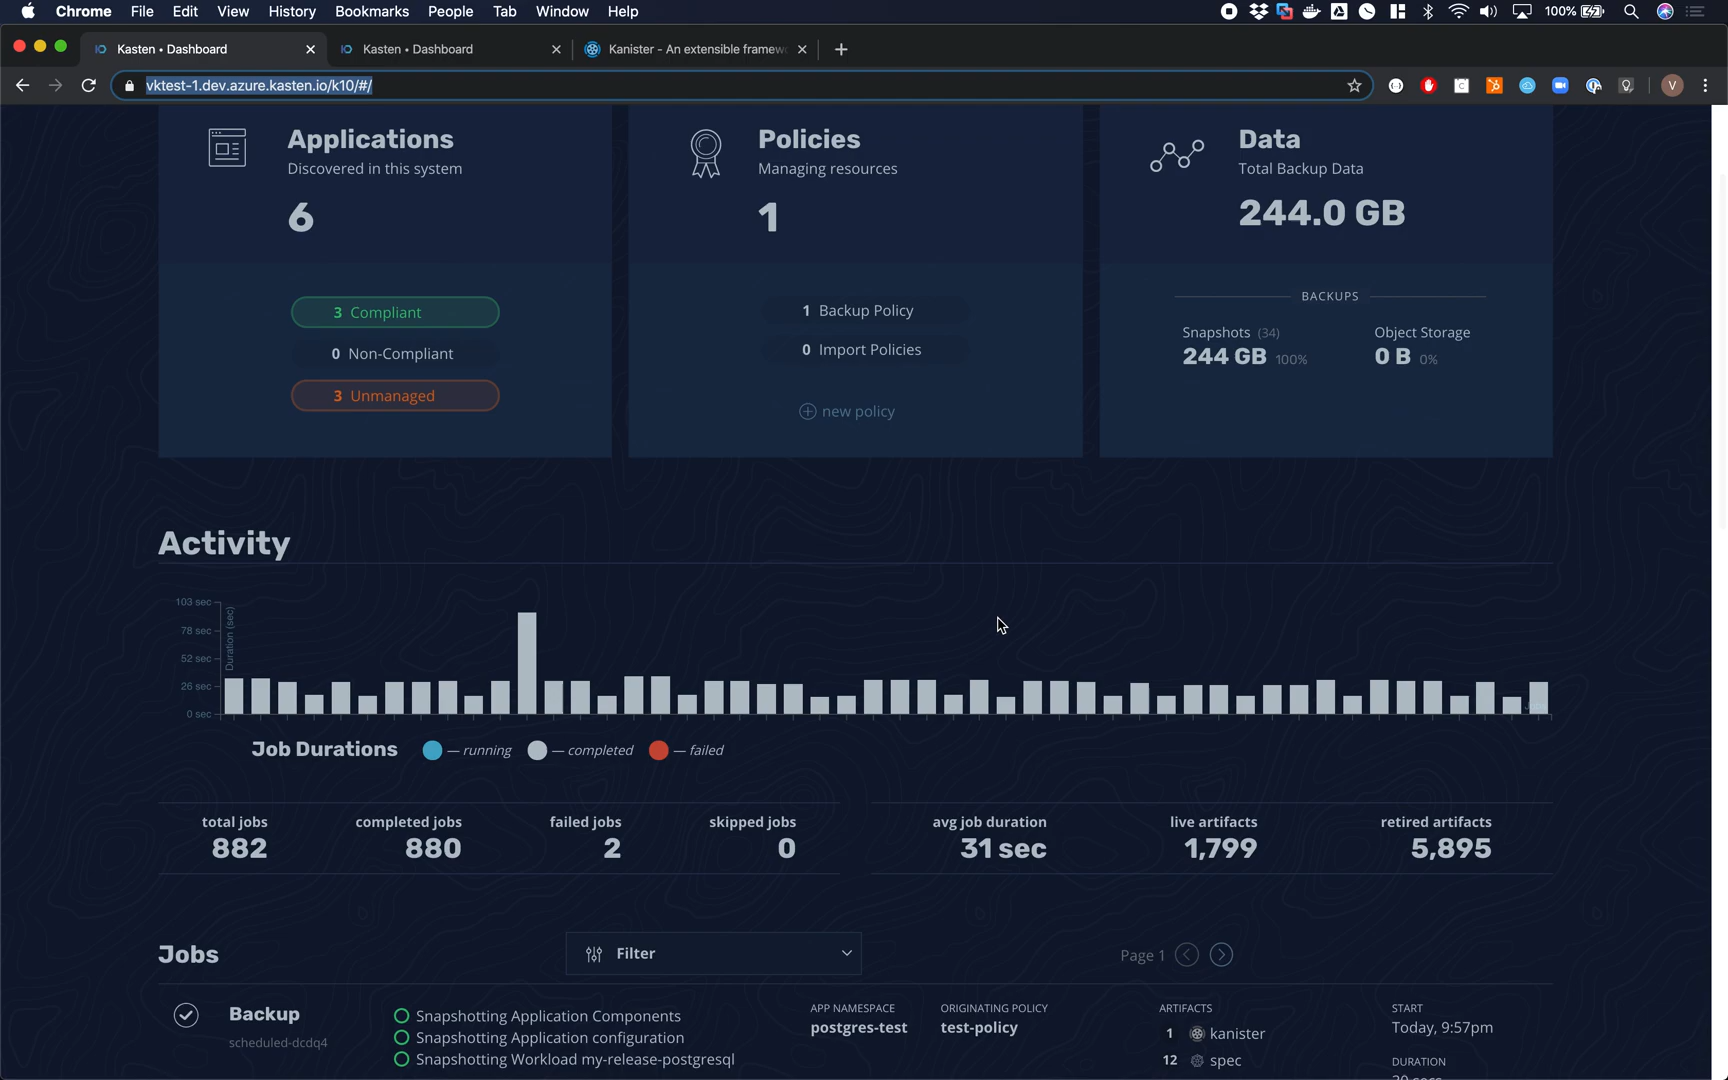 Chrome File Edit View History Bookmarks People Tab Window Help
100%
Kasten • Dashboard
Kasten • Dashboard
Kanister - An extensible framew
vktest-1.dev.azure.kasten.io/k10/#/
V
Applications
Discovered in this system
6
3 Compliant
0 Non-Compliant
3 Unmanaged
Policies
Managing resources
1
1 Backup Policy
0 Import Policies
new policy
Data
Total Backup Data
244.0 GB
BACKUPS
Snapshots (34)
244 GB 100%
Object Storage
0 B 0%
Activity
103 sec
78 sec
52 sec
26 sec
0 sec
Duration (sec)
Jobs
Job Durations — running — completed — failed
total jobs
882
completed jobs
880
failed jobs
2
skipped jobs
0
avg job duration
31 sec
live artifacts
1,799
retired artifacts
5,895
Jobs
Filter
Page 1
Backup
scheduled-dcdq4
Snapshotting Application Components
Snapshotting Application configuration
Snapshotting Workload my-release-postgresql
APP NAMESPACE
postgres-test
ORIGINATING POLICY
test-policy
ARTIFACTS
1 kanister
12 spec
START
Today, 9:57pm
DURATION